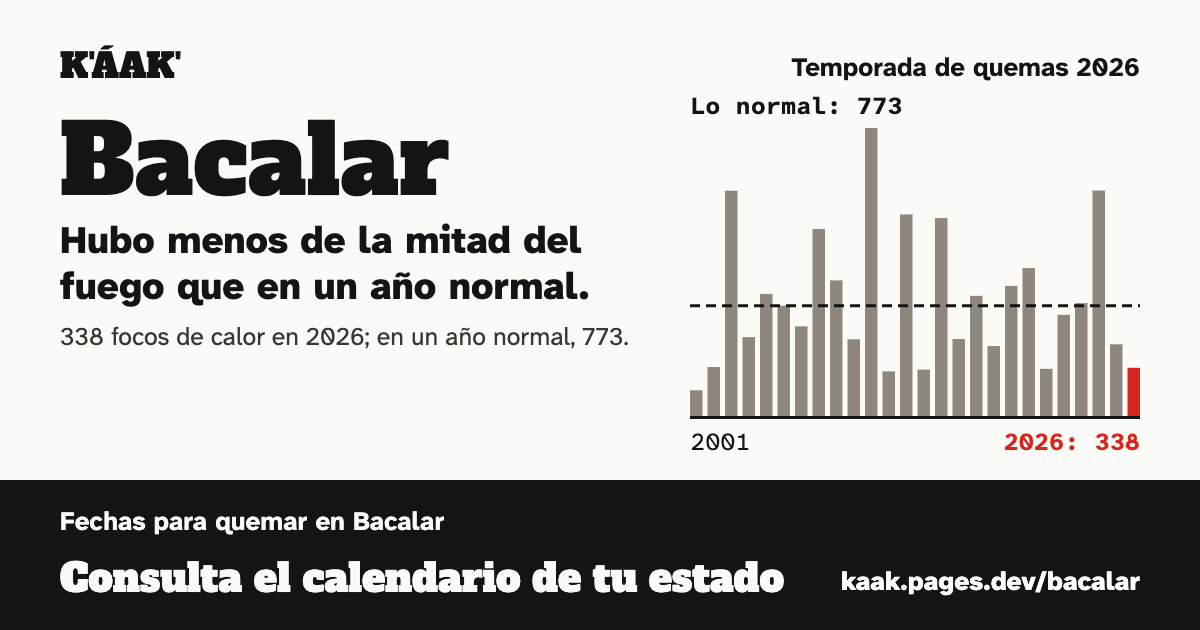 K'ÁAK'
Bacalar
Hubo menos de la mitad del
fuego que en un año normal.
338 focos de calor en 2026; en un año normal, 773.
Temporada de quemas 2026
Lo normal: 773
2001
2026: 338
Fechas para quemar en Bacalar
Consulta el calendario de tu estado
kaak.pages.dev/bacalar